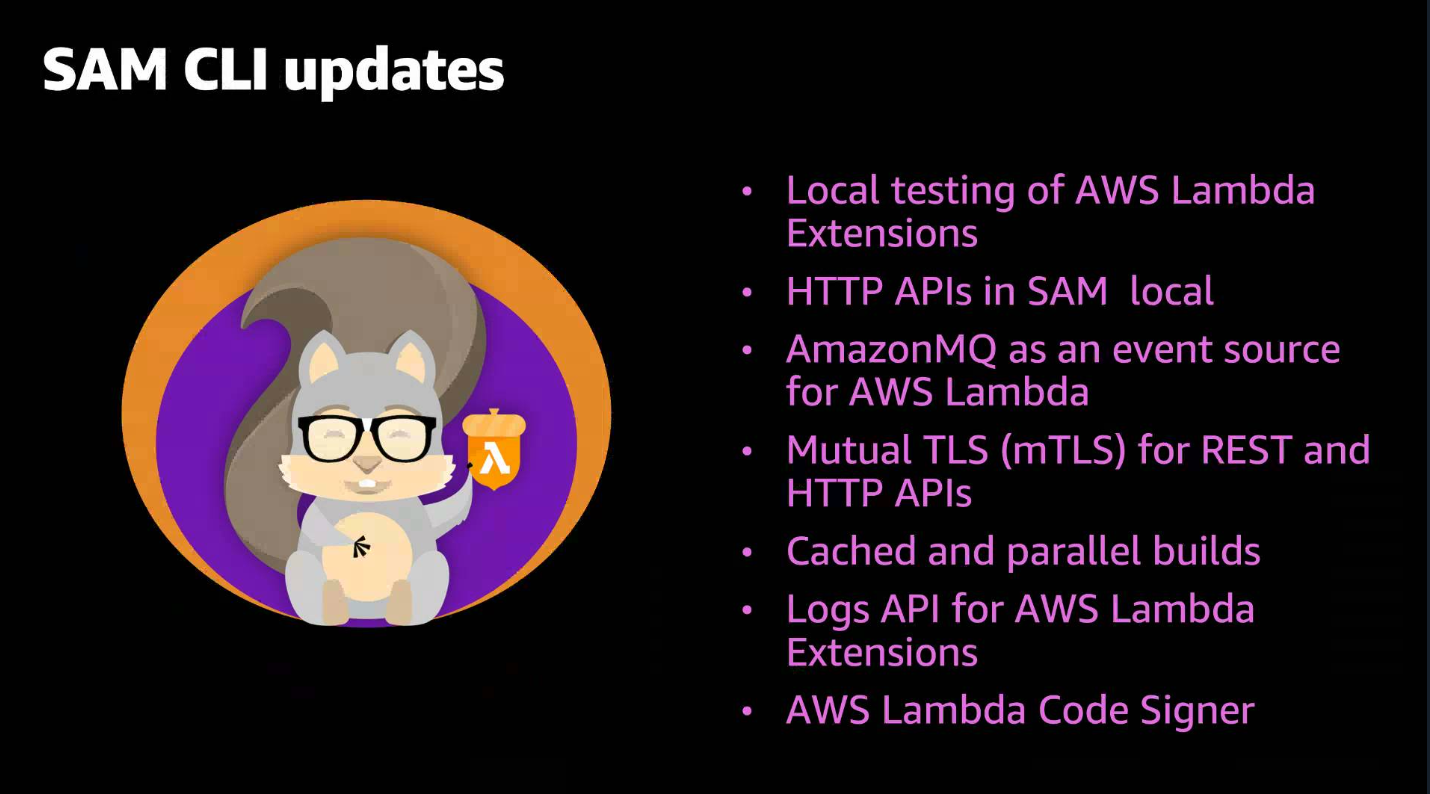 SAM CLI updates
• Local testing of AWS Lambda
Extensions
• HTTP APIs in SAM  local
• AmazonMQ as an event source
for AWS Lambda
• Mutual TLS (mTLS) for REST and
HTTP APIs
• Cached and parallel builds
• Logs API for AWS Lambda
Extensions
• AWS Lambda Code Signer
λ